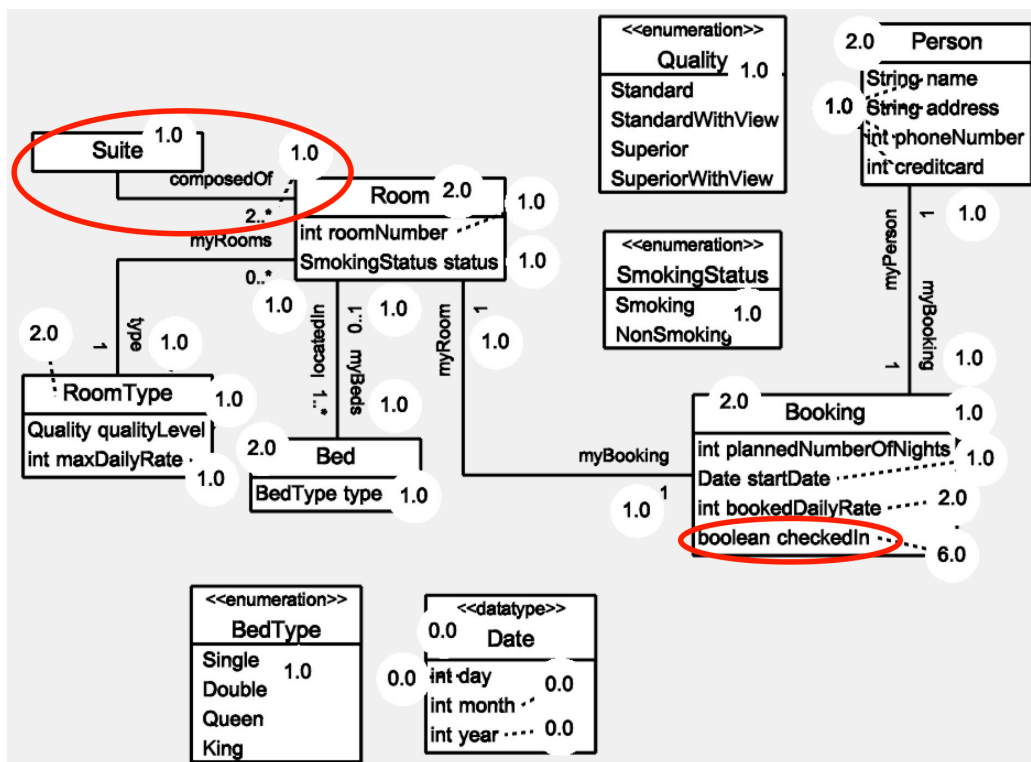 <<enumeration>>
Quality
1.0
Standard
StandardWithView
Superior
SuperiorWithView
2.0 Person
String name
1.0 String address
int phoneNumber
int creditcard
Suite 1.0
composedOf
1.0
2..*
Room 2.0
int roomNumber 1.0
SmokingStatus status 1.0
myRooms
0..*
1.0
<<enumeration>>
SmokingStatus
Smoking 1.0
NonSmoking
myPerson
1
1.0
myBooking
1
1.0
2.0
type
1
1.0
locatedIn
1..*
1..0
1.0
myBeds
1.0
myRoom
1
1.0
RoomType 1.0
Quality qualityLevel
int maxDailyRate 1.0
2.0 Bed
BedType type 1.0
myBooking
1.0 1
2.0 Booking 1.0
int plannedNumberOfNights
Date startDate 1.0
int bookedDailyRate 2.0
boolean checkedIn 6.0
<<enumeration>>
BedType
Single
1.0
Double
Queen
King
<<datatype>>
0.0 Date
0.0 int day
int month 0.0
int year 0.0